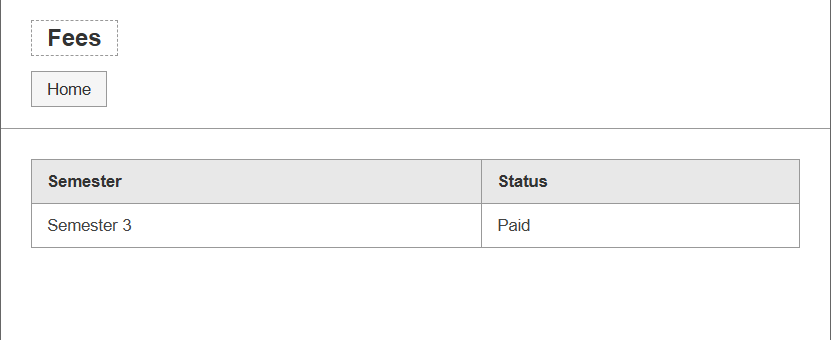 Fees
Home
Semester Status
Semester 3 Paid